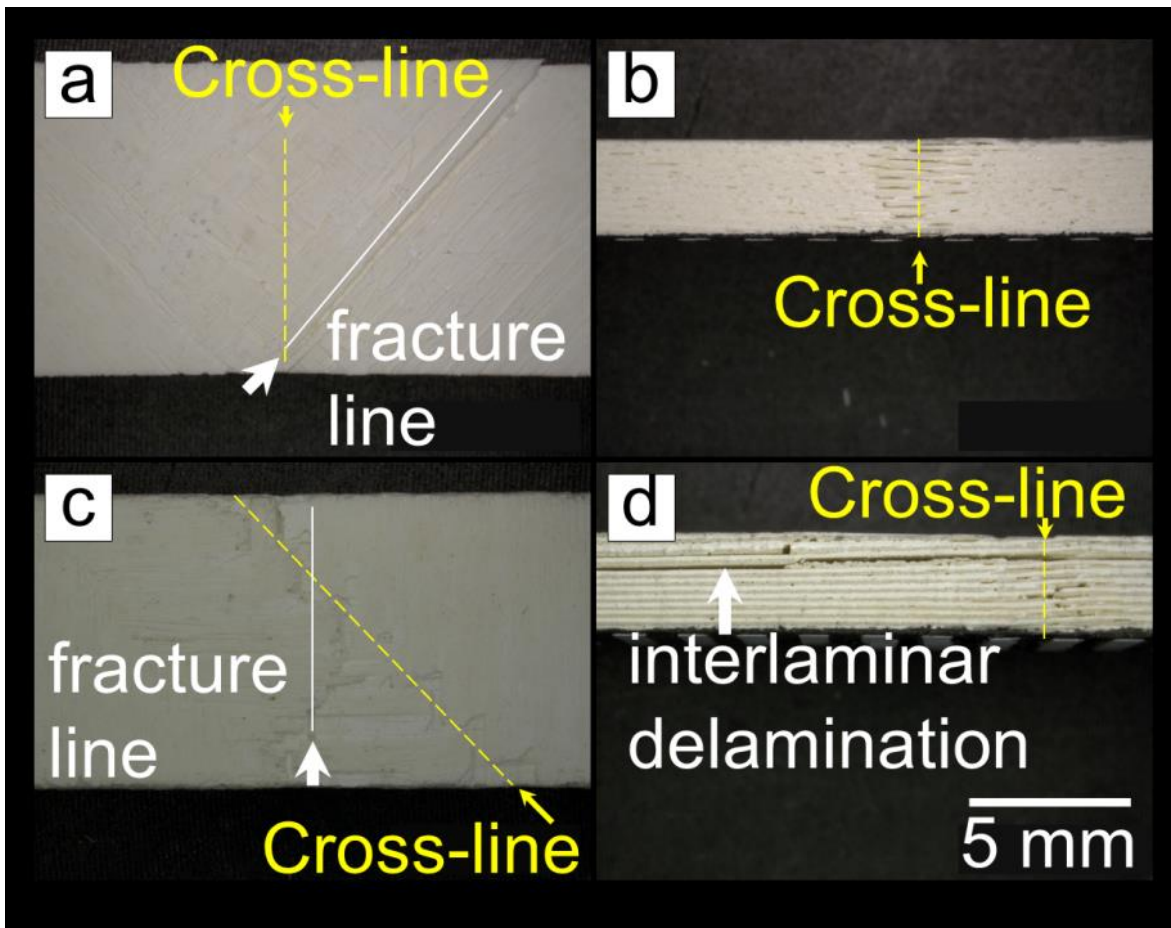 a
Cross-line
fracture
line
b
Cross-line
c
fracture
line
Cross-line
d
Cross-line
interlaminar
delamination
5 mm